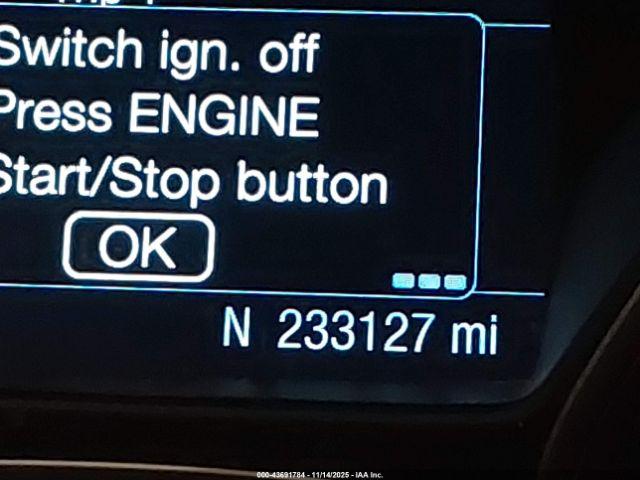 Switch ign. off
Press ENGINE
Start/Stop button
OK
N 233127 mi
000-43691784 - 11/14/2025 - IAA Inc.